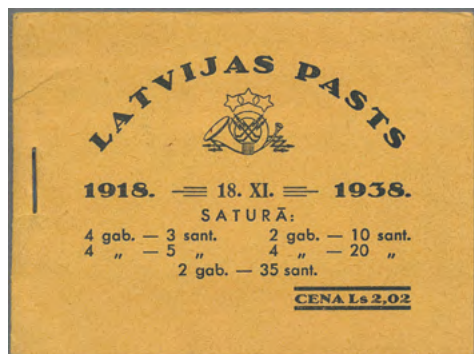 LATVIJAS PASTS
1918. 18. XI. 1938.
SATURĀ:
4 gab. — 3 sant. 2 gab. — 10 sant.
4 „ — 5 „ 4 „ — 20 „
2 gab. — 35 sant.
CENA Ls 2,02